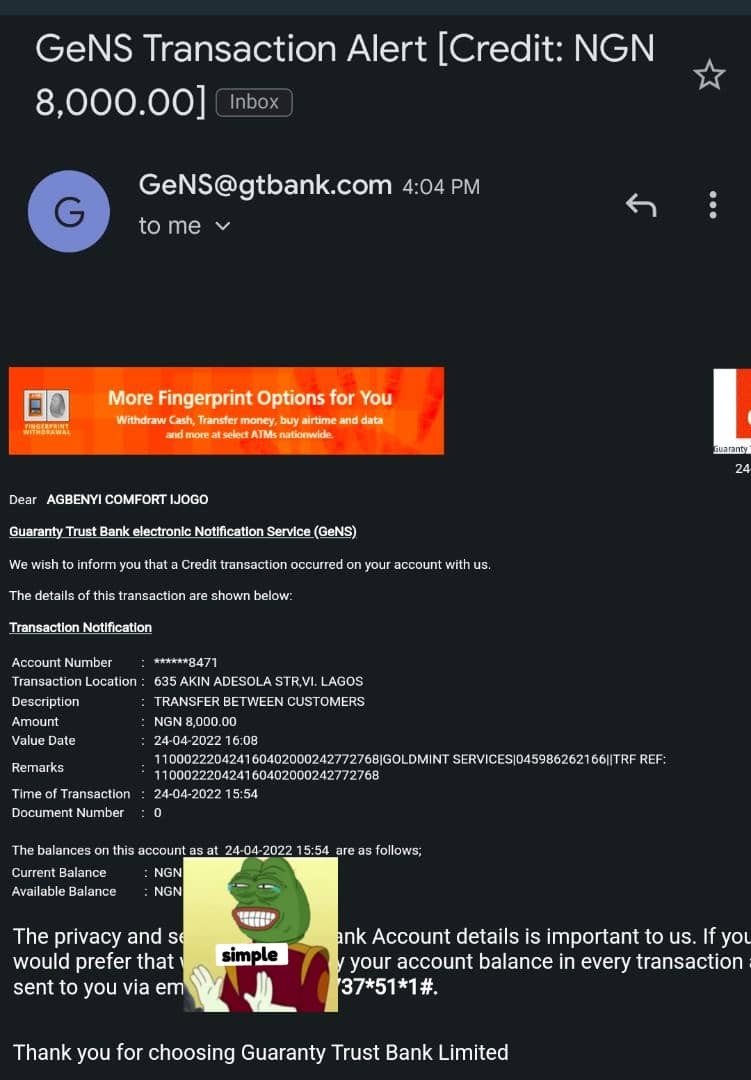 GeNS Transaction Alert [Credit: NGN
8,000.00] Inbox
GeNS@gtbank.com 4:04 PM
G
to me
More Fingerprint Options for You
Withdraw Cash, Transfer money, buy airtime and data
and more at select ATMs nationwide.
FINGERPRINT
WITHDRAWAL
Guaranty
24
Dear AGBENYI COMFORT IJOGO
Guaranty Trust Bank electronic Notification Service (GeNS)
We wish to inform you that a Credit transaction occurred on your account with us.
The details of this transaction are shown below:
Transaction Notification
Account Number : ******8471
Transaction Location : 635 AKIN ADESOLA STR,VI. LAGOS
Description : TRANSFER BETWEEN CUSTOMERS
Amount : NGN 8,000.00
Value Date : 24-04-2022 16:08
Remarks : 110002220424160402000242772768|GOLDMINT SERVICES|045986262166||TRF REF:
110002220424160402000242772768
Time of Transaction : 24-04-2022 15:54
Document Number : 0
The balances on this account as at 24-04-2022 15:54 are as follows;
Current Balance : NGN
Available Balance : NGN
The privacy and se ank Account details is important to us. If you
would prefer that y your account balance in every transaction
simple
sent to you via em 737*51*1#.
Thank you for choosing Guaranty Trust Bank Limited